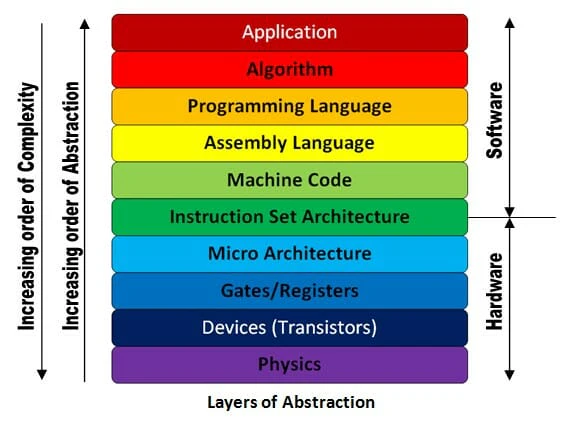 Application
Algorithm
Programming Language
Assembly Language
Machine Code
Instruction Set Architecture
Micro Architecture
Gates/Registers
Devices (Transistors)
Physics
Increasing order of Complexity
Increasing order of Abstraction
Software
Hardware
Layers of Abstraction